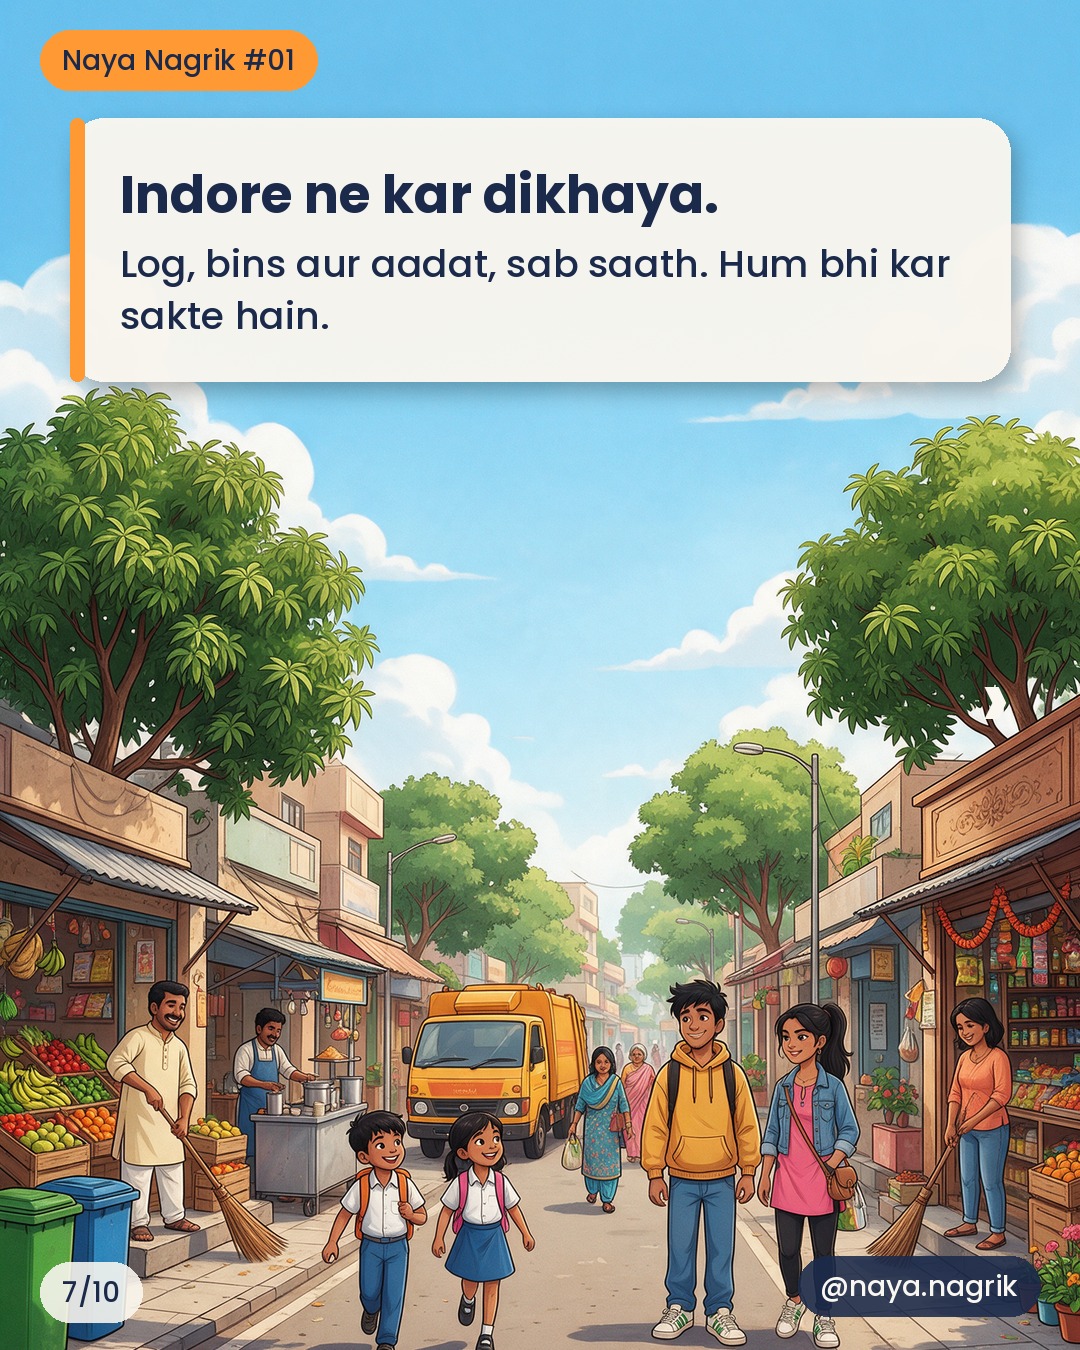 Naya Nagrik #01
Indore ne kar dikhaya.
Log, bins aur aadat, sab saath. Hum bhi kar
sakte hain.
7/10
@naya.nagrik